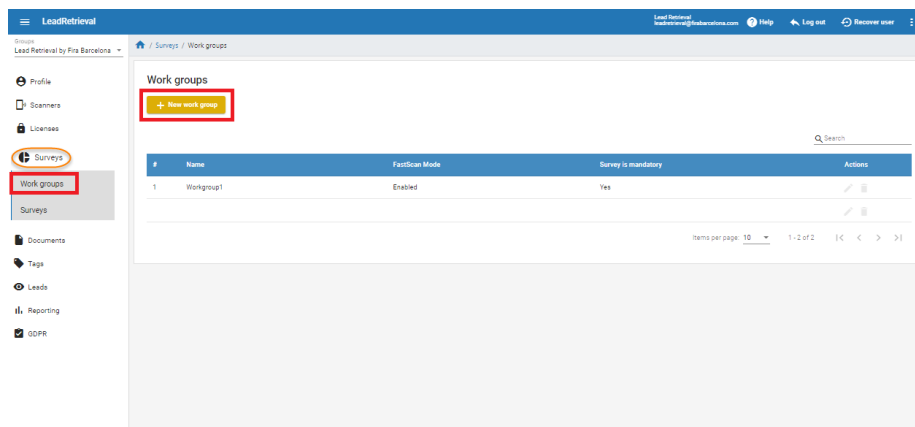 LeadRetrieval
Lead Retrieval
leadretrieval@firabarcelona.com
Help
Log out
Recover user
Groups
Lead Retrieval by Fira Barcelona
/ Surveys / Work groups
Profile
Scanners
Licenses
Surveys
Work groups
Surveys
Documents
Tags
Leads
Reporting
GDPR
Work groups
+ New work group
Search
# Name FastScan Mode Survey is mandatory Actions
1 Workgroup1 Enabled Yes
Items per page: 10 1 - 2 of 2